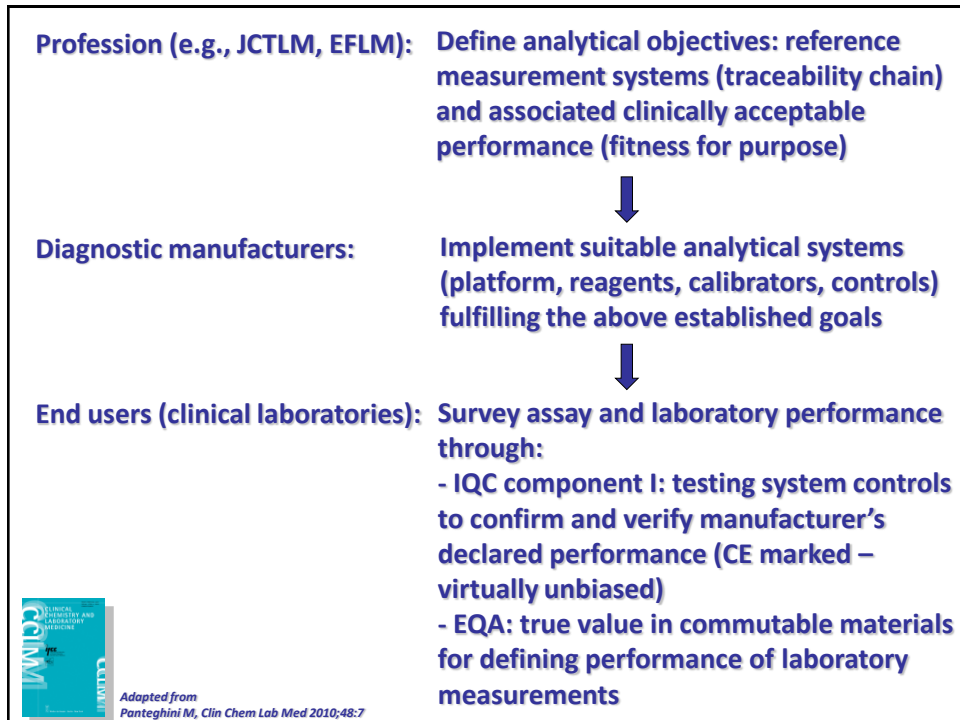 Profession (e.g., JCTLM, EFLM):
Define analytical objectives: reference
measurement systems (traceability chain)
and associated clinically acceptable
performance (fitness for purpose)
Diagnostic manufacturers:
Implement suitable analytical systems
(platform, reagents, calibrators, controls)
fulfilling the above established goals
End users (clinical laboratories):
Survey assay and laboratory performance
through:
- IQC component I: testing system controls
to confirm and verify manufacturer's
declared performance (CE marked –
virtually unbiased)
- EQA: true value in commutable materials
for defining performance of laboratory
measurements
CLINICAL
CHEMISTRY AND
LABORATORY
MEDICINE
CCLM
Adapted from
Panteghini M, Clin Chem Lab Med 2010;48:7